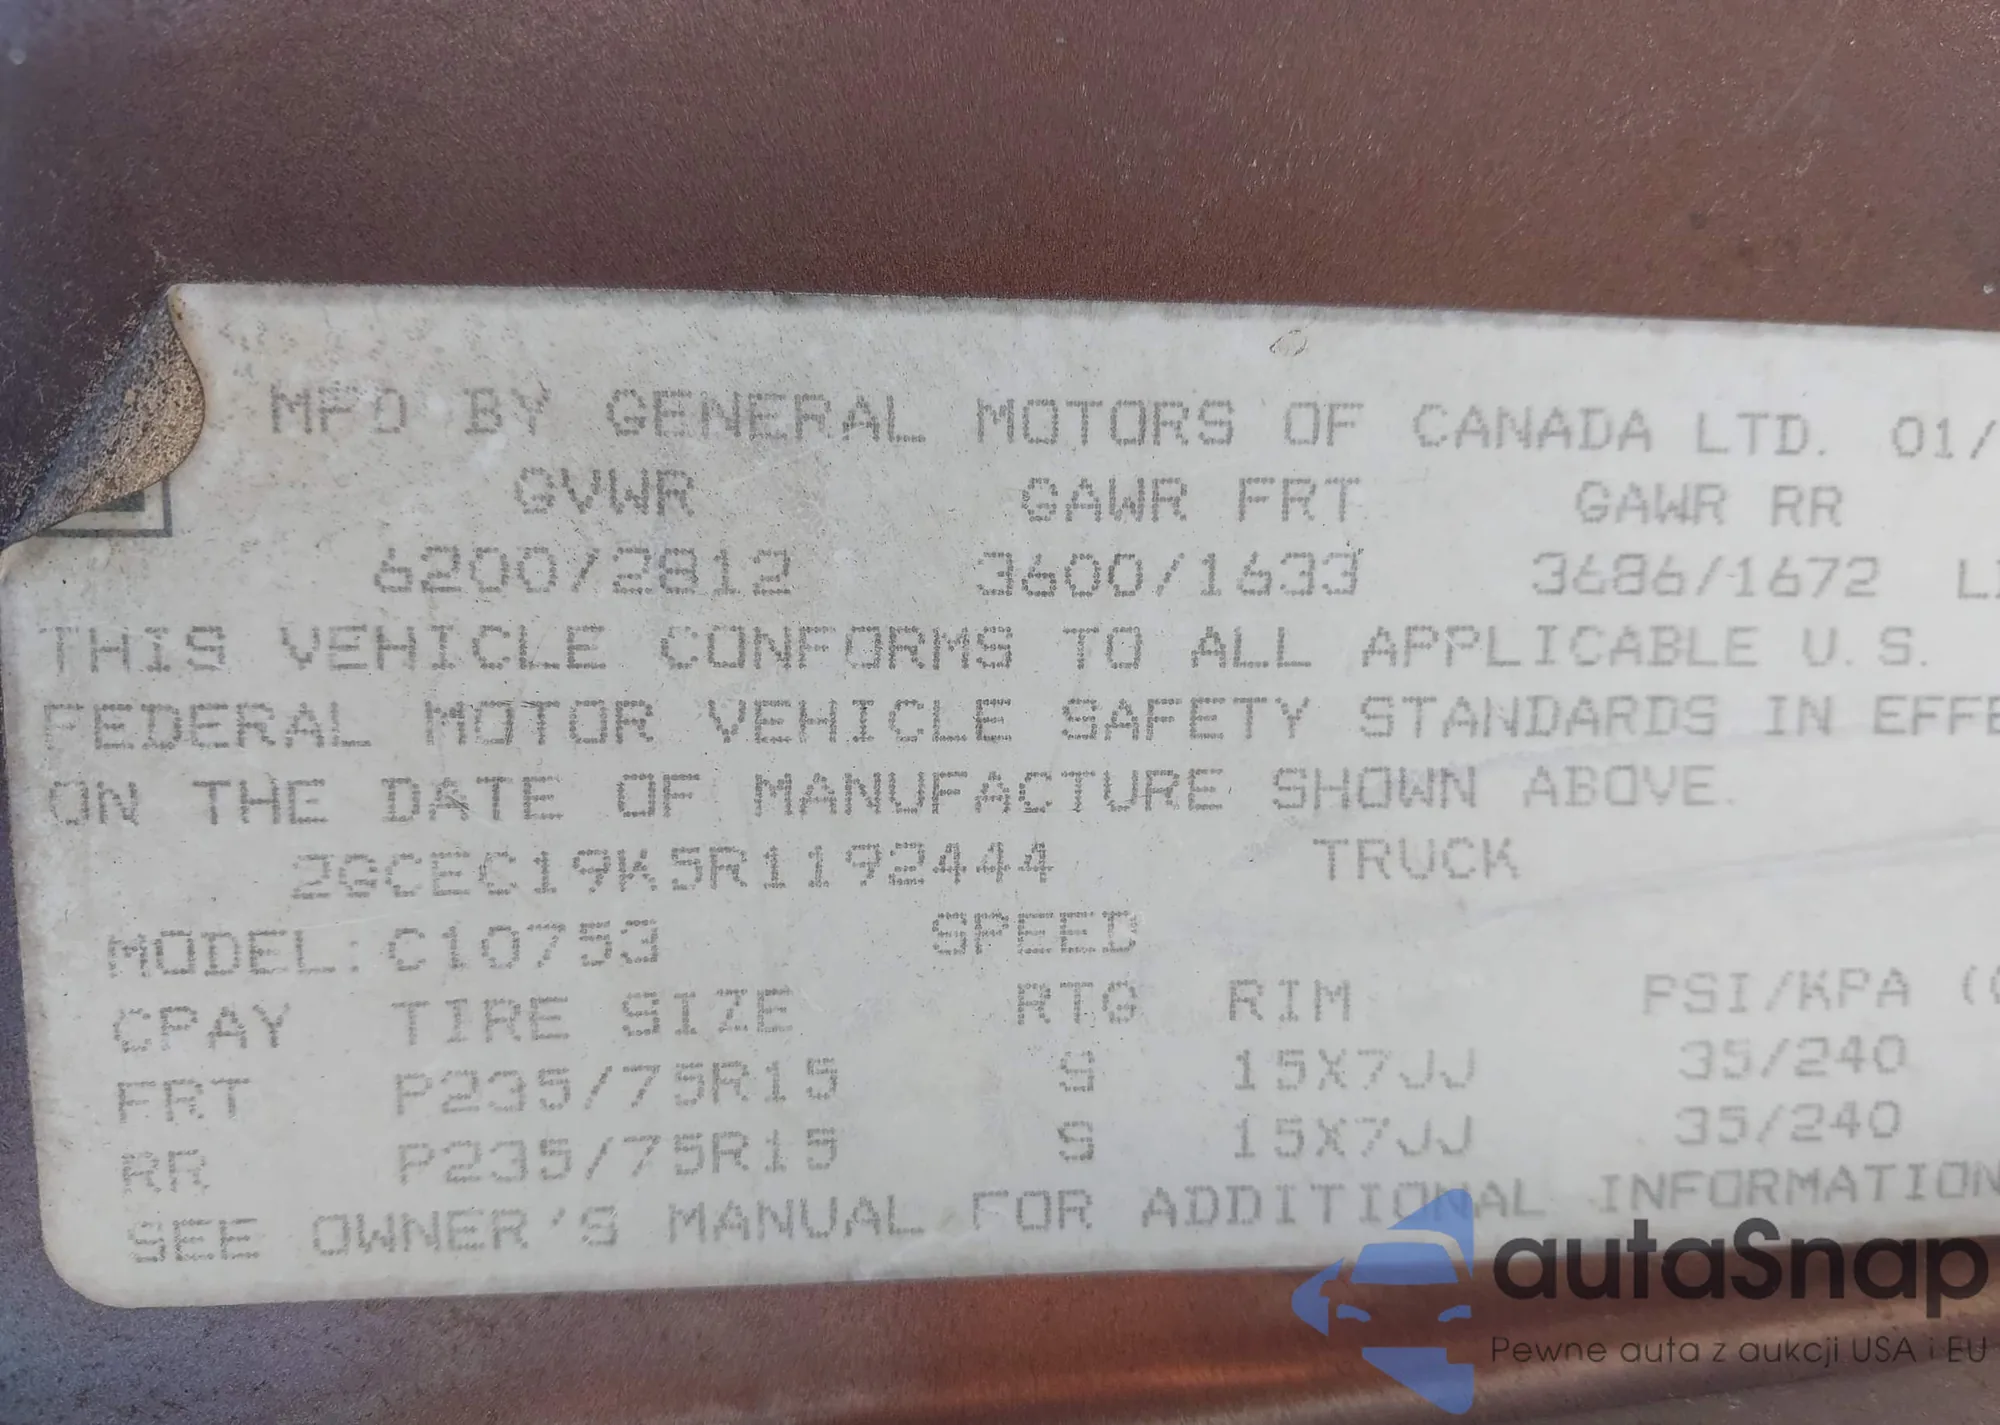 MFD BY GENERAL MOTORS OF CANADA LTD. 01/
GVWR GAWR FRT GAWR RR
6200/2812 3600/1633 3686/1672
THIS VEHICLE CONFORMS TO ALL APPLICABLE U.S.
FEDERAL MOTOR VEHICLE SAFETY STANDARDS IN EFFE
ON THE DATE OF MANUFACTURE SHOWN ABOVE.
2GCEC19K5R1192444 TRUCK
MODEL: C10753 SPEED
CPAY TIRE SIZE RTG RIM PSI/KPA
FRT P235/75R15 S 15X7JJ 35/240
RR P235/75R15 S 15X7JJ 35/240
SEE OWNER'S MANUAL FOR ADDITIONAL INFORMATION
autaSnap
Pewne auta z aukcji USA i EU